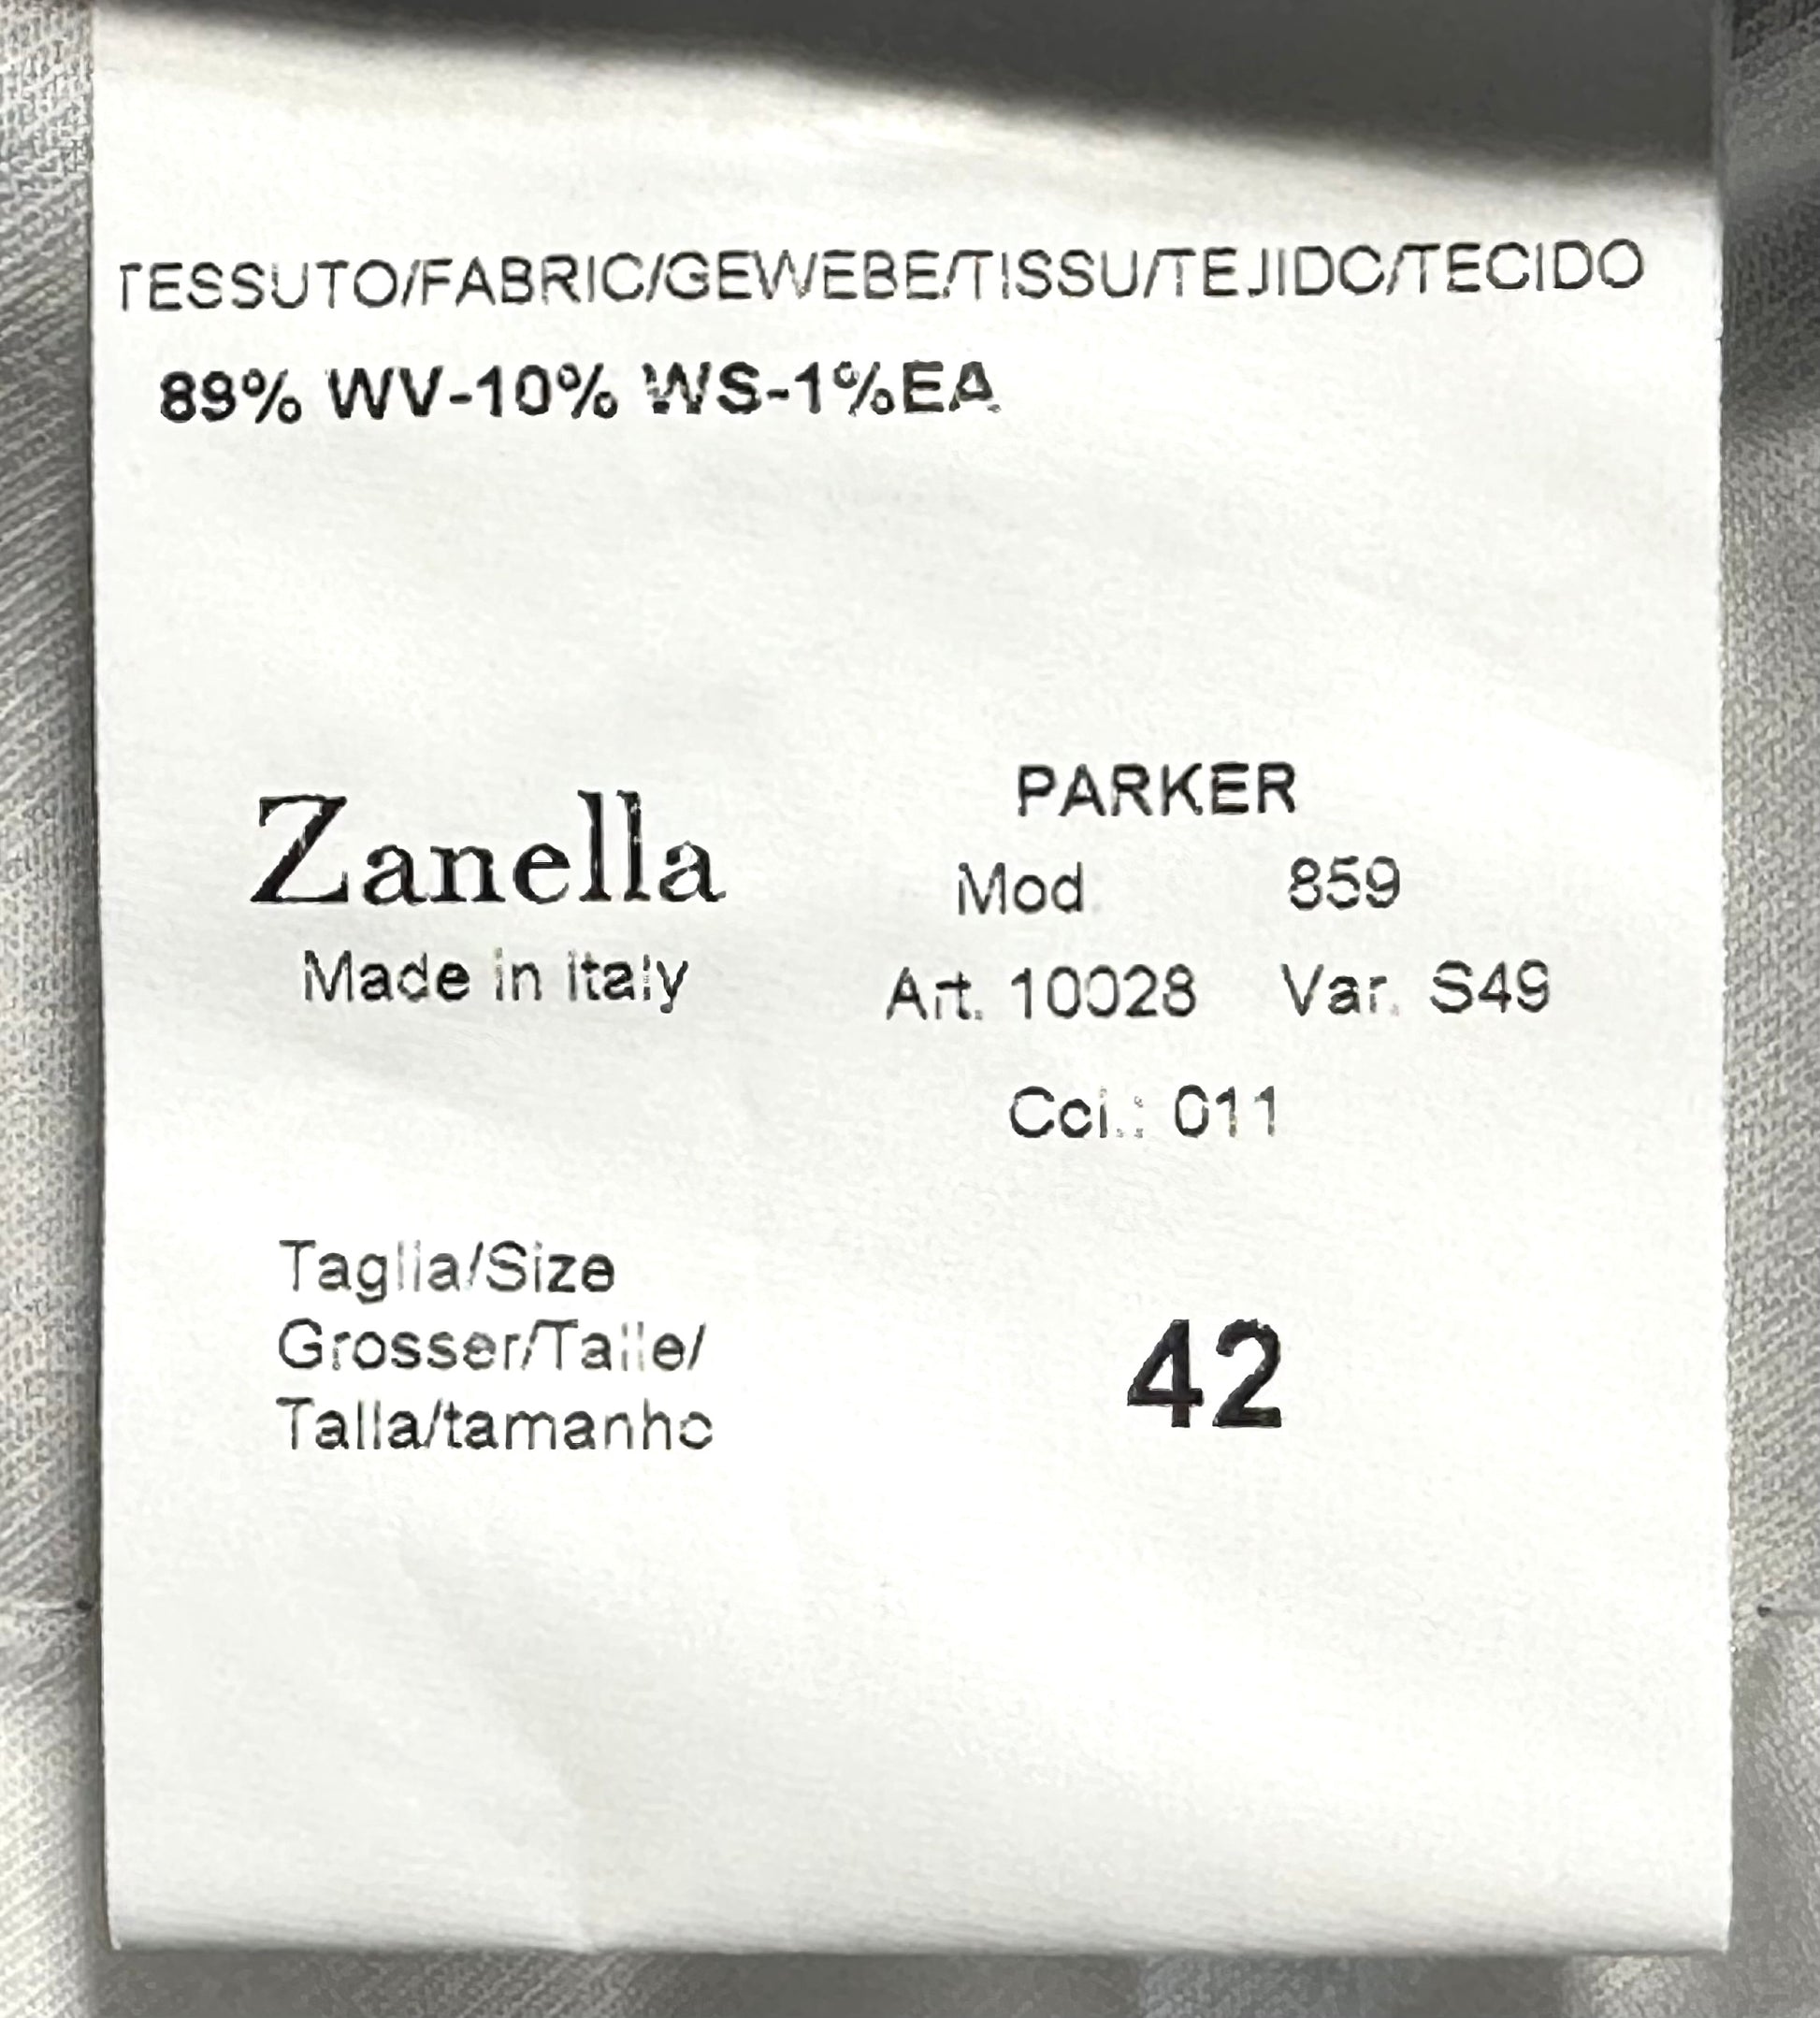 TESSUTO/FABRIC/GEWEBE/TISSU/TEJIDO/TECIDO
89% WV-10% WS-1%EA
Zanella
Made in Italy
PARKER
Mod. 859
Art. 10028 Var. S49
Col.: 011
Taglia/Size
Grosser/Taille/
Talla/tamanho
42